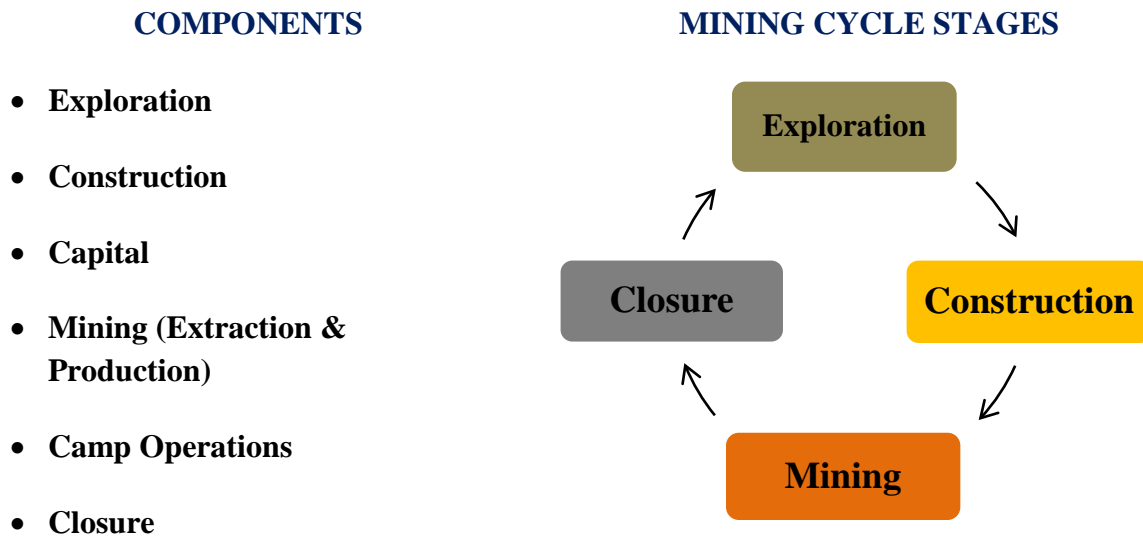 COMPONENTS
• Exploration
• Construction
• Capital
• Mining (Extraction &
Production)
• Camp Operations
• Closure
MINING CYCLE STAGES
Exploration
Closure
Construction
Mining